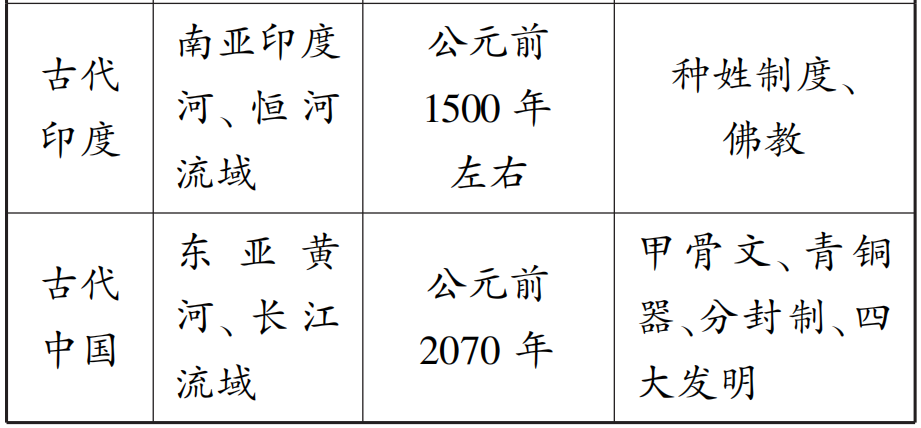 古代
印度
南亚印度
河、恒河
流域
公元前
1500 年
左右
种姓制度、
佛教
古代
中国
东亚黄
河、长江
流域
公元前
2070 年
甲骨文、青铜
器、分封制、四
大发明